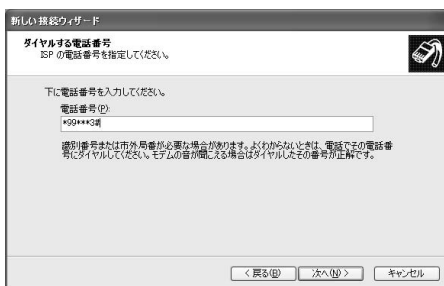 新しい接続ウィザード
ダイヤルする電話番号
ISP の電話番号を指定してください。
下に電話番号を入力してください。
電話番号(P):
*99***3#
識別番号または市外局番が必要な場合があります。よくわからないときは、電話でその電話番
号にダイヤルしてください。モデムの音が聞こえる場合はダイヤルしたその番号が正解です。
< 戻る(B)
次へ(N) >
キャンセル